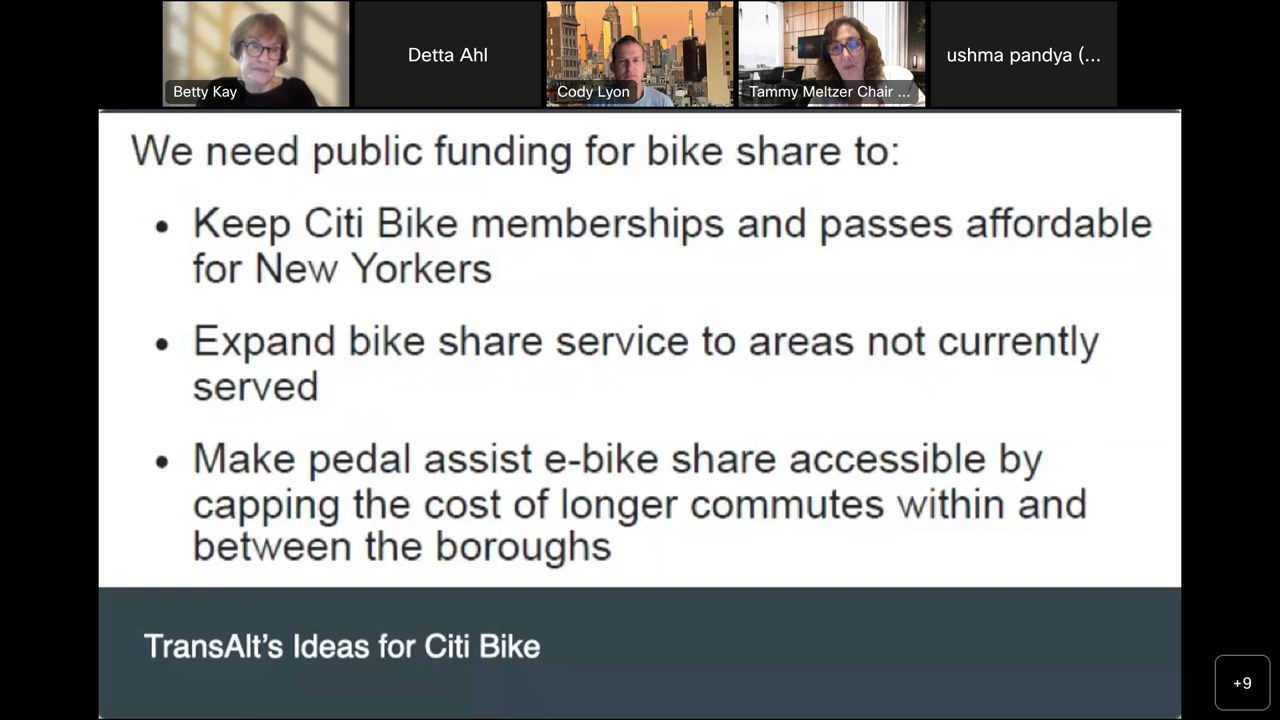 Betty Kay
Detta Ahl
Cody Lyon
Tammy Meltzer Chair ...
ushma pandya (...
We need public funding for bike share to:
• Keep Citi Bike memberships and passes affordable
for New Yorkers
• Expand bike share service to areas not currently
served
• Make pedal assist e-bike share accessible by
capping the cost of longer commutes within and
between the boroughs
TransAlt's Ideas for Citi Bike
+9